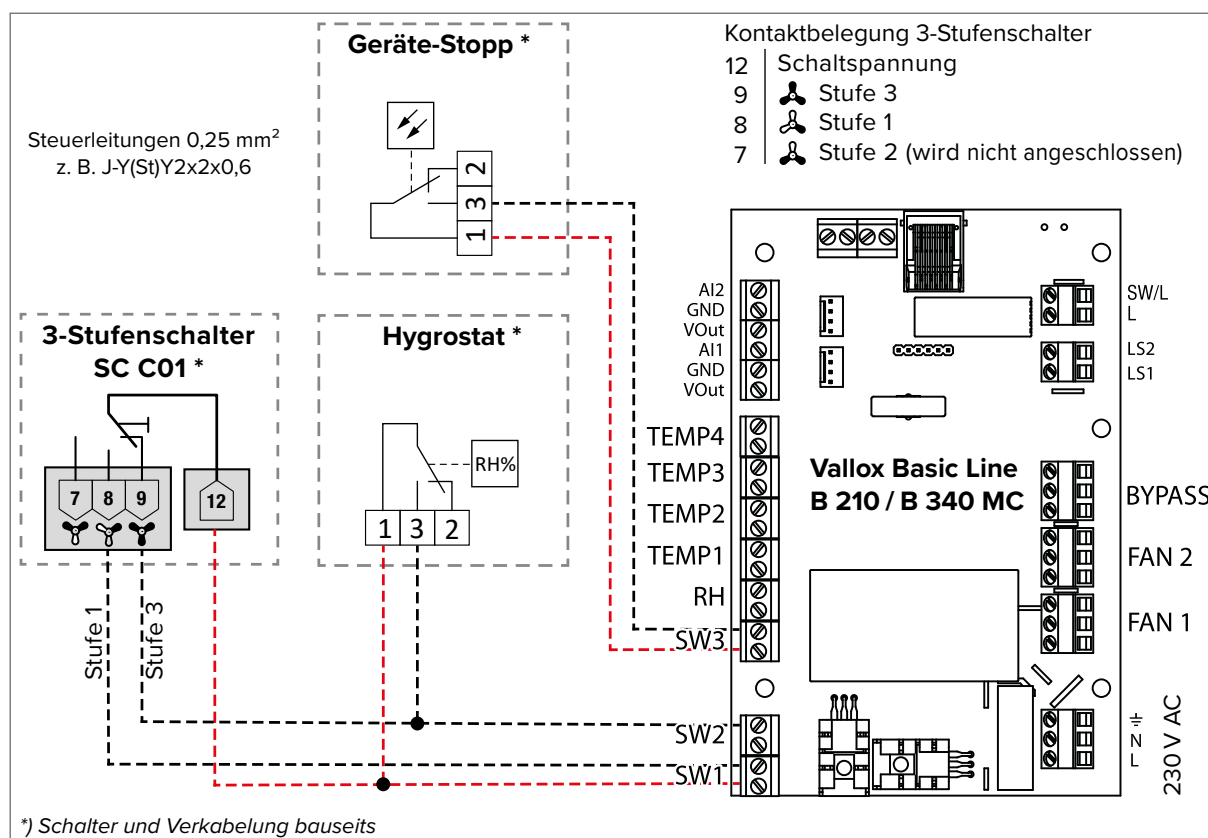 Geräte-Stopp *
Kontaktbelegung 3-Stufenschalter
12 Schaltspannung
9 Stufe 3
8 Stufe 1
7 Stufe 2 (wird nicht angeschlossen)
Steuerleitungen 0,25 mm²
z. B. J-Y(St)Y2x2x0,6
2
3
1
3-Stufenschalter
SC C01 *
7 8 9 12
Stufe 1
Stufe 3
Hygrostat *
RH%
1 3 2
AI2
GND
VOut
AI1
GND
VOut
TEMP4
TEMP3
TEMP2
TEMP1
RH
SW3
SW2
SW1
Vallox Basic Line
B 210 / B 340 MC
SW/L
L
LS2
LS1
BYPASS
FAN 2
FAN 1
N
L
230 V AC
*) Schalter und Verkabelung bauseits